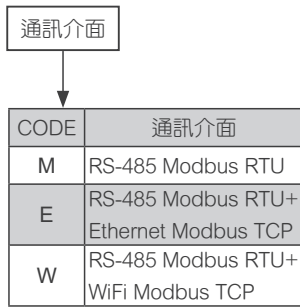 通訊介面
CODE 通訊介面
M RS-485 Modbus RTU
E RS-485 Modbus RTU+
Ethernet Modbus TCP
W RS-485 Modbus RTU+
WiFi Modbus TCP